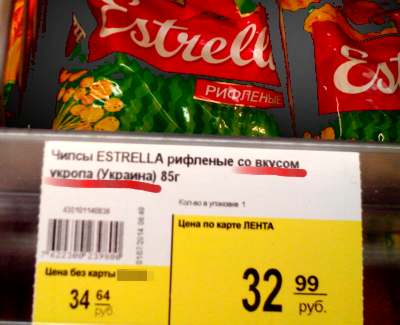 Estrella
РИФЛЕНЫЕ
Es
Чипсы ESTRELLA рифленые со вкусом
укропа (Украина) 85г
Кол-во в упаковке 1
Цена по карте ЛЕНТА
Цена без карты
34 64
руб.
32 99
руб.